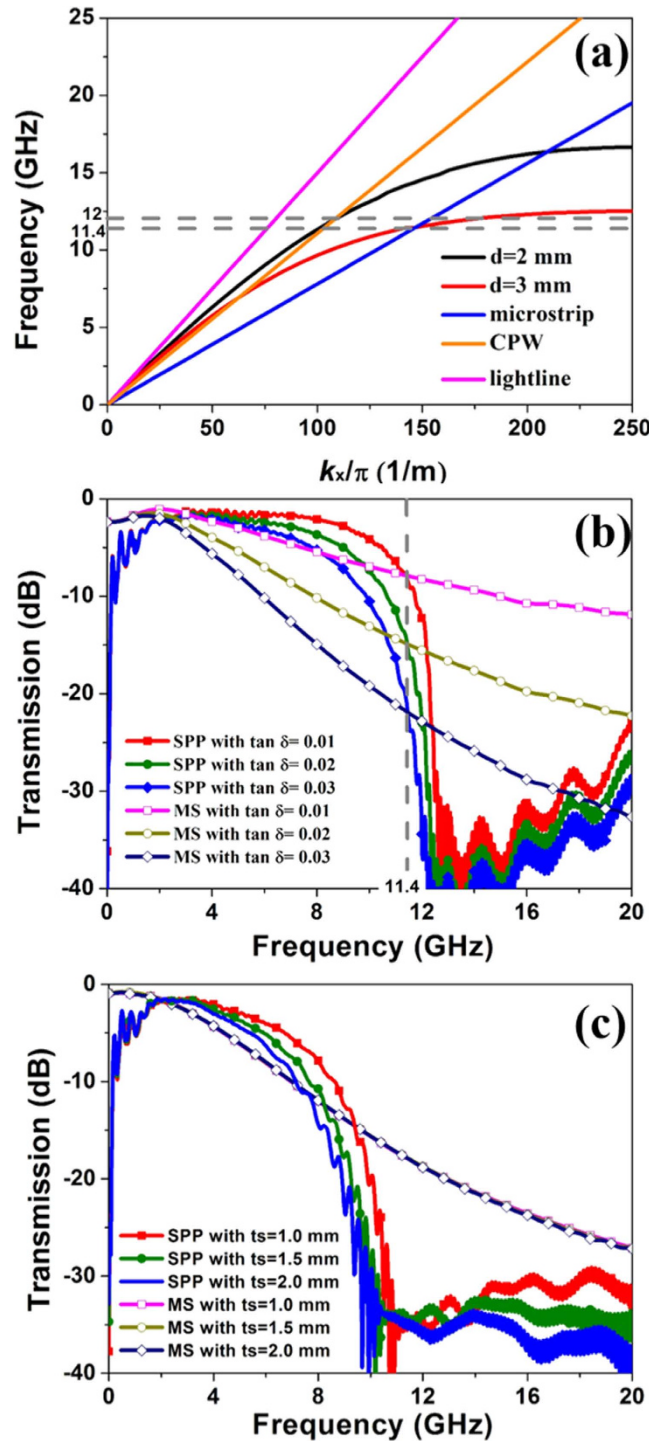 (a)
Frequency (GHz)
25
20
15
12
11.4
10
5
0
d=2 mm
d=3 mm
microstrip
CPW
lightline
0 50 100 150 200 250
kx/π (1/m)
(b)
Transmission (dB)
0
-10
-20
-30
-40
SPP with tan δ= 0.01
SPP with tan δ= 0.02
SPP with tan δ= 0.03
MS with tan δ= 0.01
MS with tan δ= 0.02
MS with tan δ= 0.03
11.4
0 4 8 12 16 20
Frequency (GHz)
(c)
Transmission (dB)
0
-10
-20
-30
-40
SPP with ts=1.0 mm
SPP with ts=1.5 mm
SPP with ts=2.0 mm
MS with ts=1.0 mm
MS with ts=1.5 mm
MS with ts=2.0 mm
0 4 8 12 16 20
Frequency (GHz)